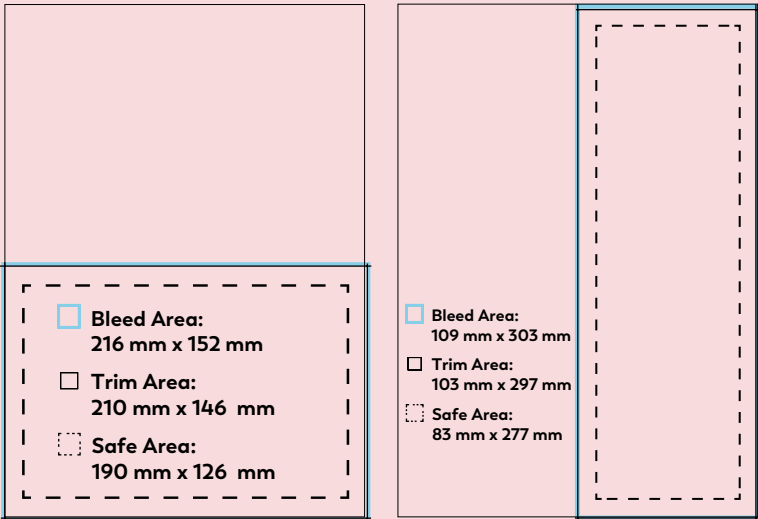 Bleed Area:
216 mm x 152 mm
Trim Area:
210 mm x 146  mm
Safe Area:
190 mm x 126  mm
Bleed Area:
109 mm x 303 mm
Trim Area:
103 mm x 297 mm
Safe Area:
83 mm x 277 mm